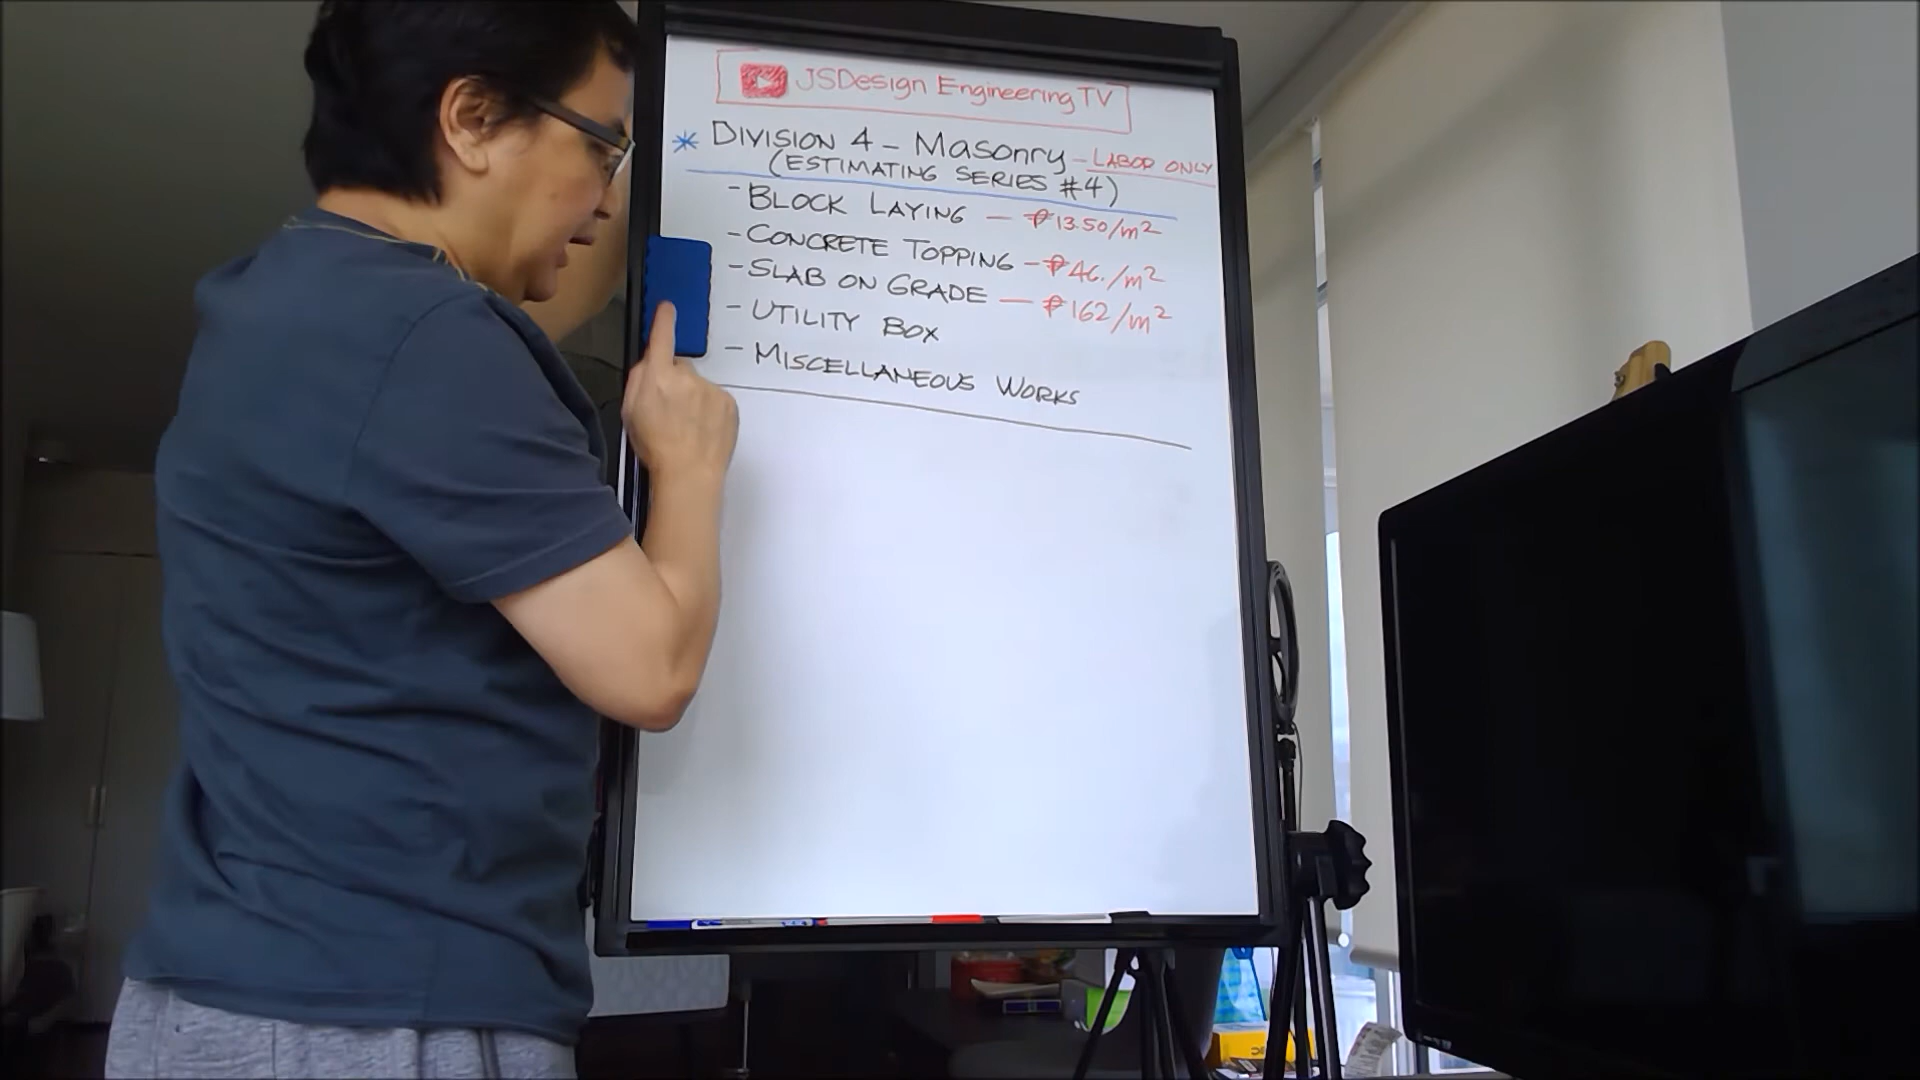 JSDesign Engineering TV
* DIVISION 4 - Masonry - LABOR ONLY
(ESTIMATING SERIES #4)
- BLOCK LAYING — ₱13.50/m²
- CONCRETE TOPPING - ₱46./m²
- SLAB ON GRADE — ₱162/m²
- UTILITY BOX
- MISCELLANEOUS WORKS